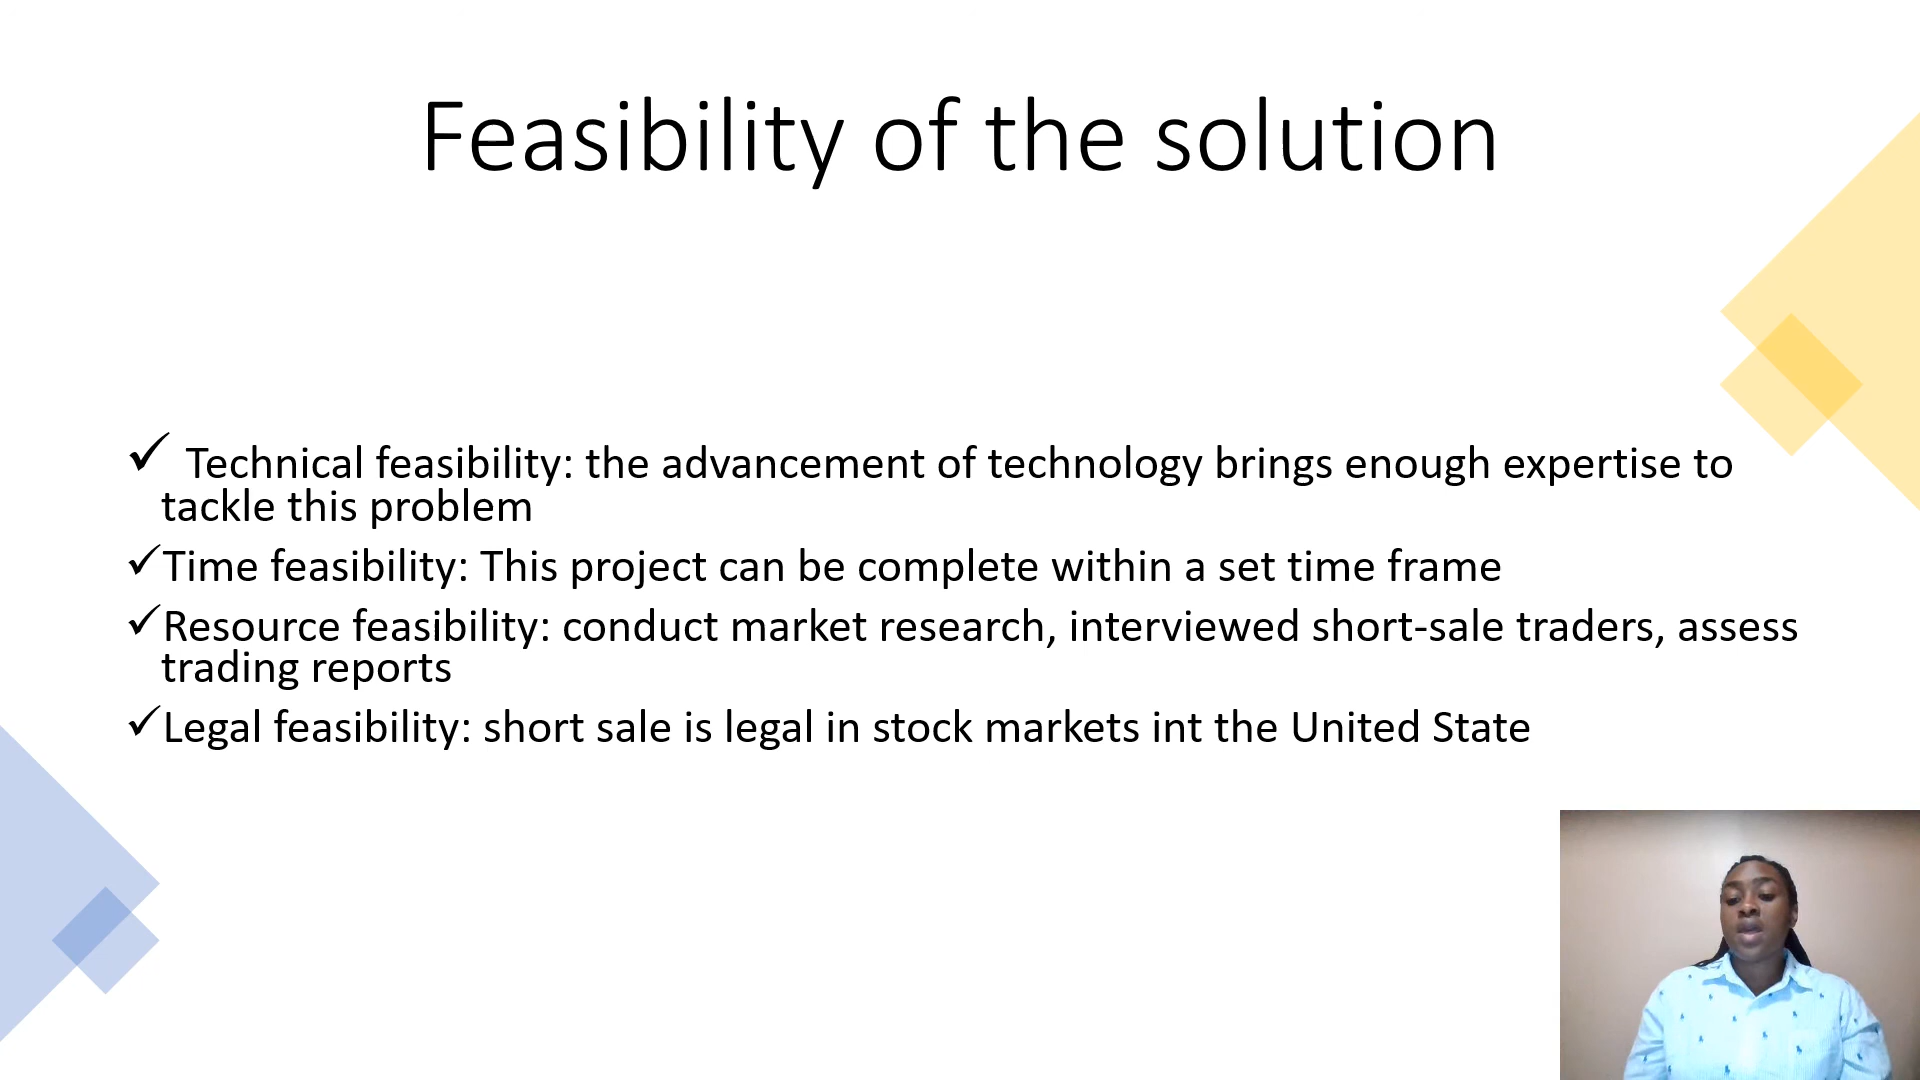 Feasibility of the solution
✓ Technical feasibility: the advancement of technology brings enough expertise to
tackle this problem
✓Time feasibility: This project can be complete within a set time frame
✓Resource feasibility: conduct market research, interviewed short-sale traders, assess
trading reports
✓Legal feasibility: short sale is legal in stock markets int the United State